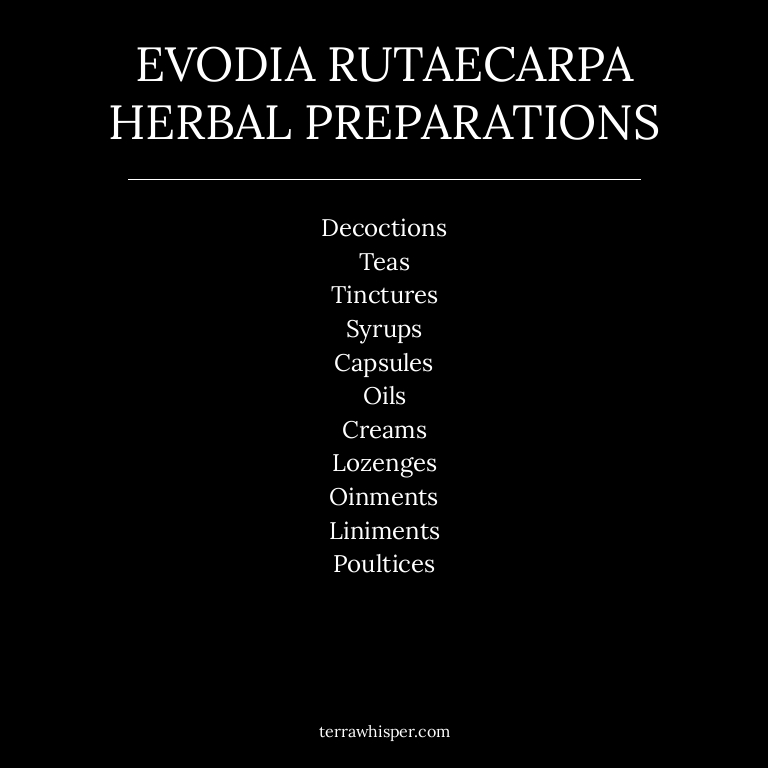 EVODIA RUTAECARPA
HERBAL PREPARATIONS
Decoctions
Teas
Tinctures
Syrups
Capsules
Oils
Creams
Lozenges
Oinments
Liniments
Poultices
terrawhisper.com